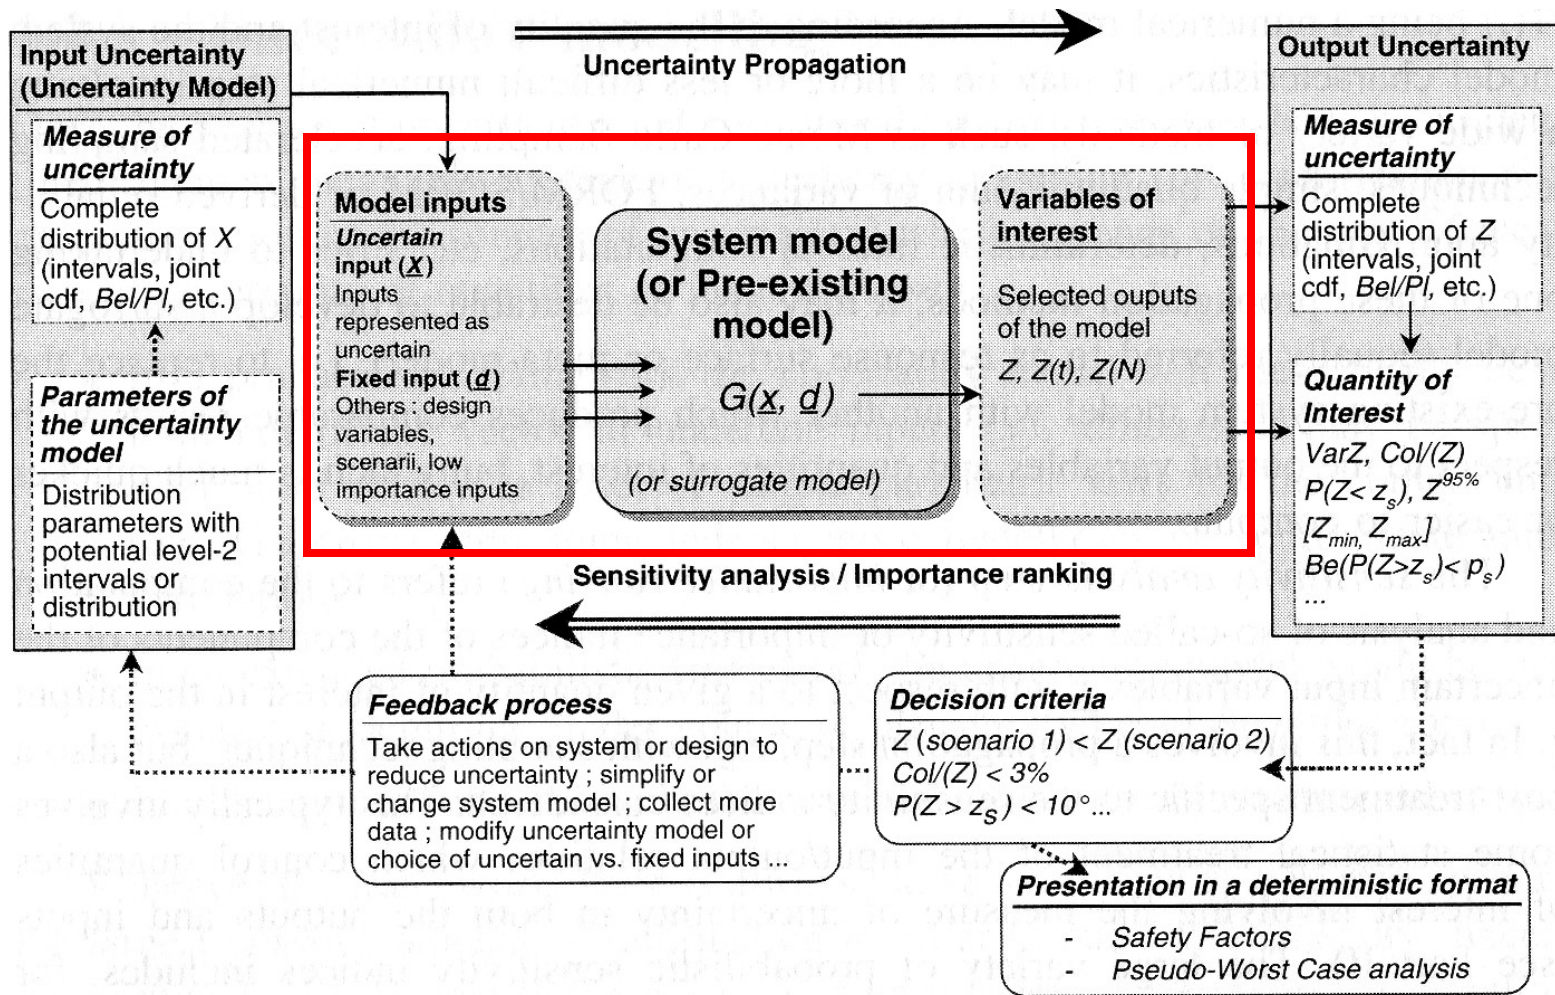 Uncertainty Propagation
Input Uncertainty
(Uncertainty Model)
Measure of
uncertainty
Complete
distribution of X
(intervals, joint
cdf, Bel/Pl, etc.)
Parameters of
the uncertainty
model
Distribution
parameters with
potential level-2
intervals or
distribution
Model inputs
Uncertain
input (X)
Inputs
represented as
uncertain
Fixed input (d)
Others : design
variables,
scenarii, low
importance inputs
System model
(or Pre-existing
model)
G(x, d)
(or surrogate model)
Variables of
interest
Selected ouputs
of the model
Z, Z(t), Z(N)
Output Uncertainty
Measure of
uncertainty
Complete
distribution of Z
(intervals, joint
cdf, Bel/Pl, etc.)
Quantity of
Interest
VarZ, Col/(Z)
P(Z< zs), Z95%
[Zmin, Zmax]
Be(P(Z>zs)< ps)
...
Sensitivity analysis / Importance ranking
Feedback process
Take actions on system or design to
reduce uncertainty ; simplify or
change system model ; collect more
data ; modify uncertainty model or
choice of uncertain vs. fixed inputs ...
Decision criteria
Z (soenario 1) < Z (scenario 2)
Col/(Z) < 3%
P(Z > zs) < 10° ...
Presentation in a deterministic format
- Safety Factors
- Pseudo-Worst Case analysis